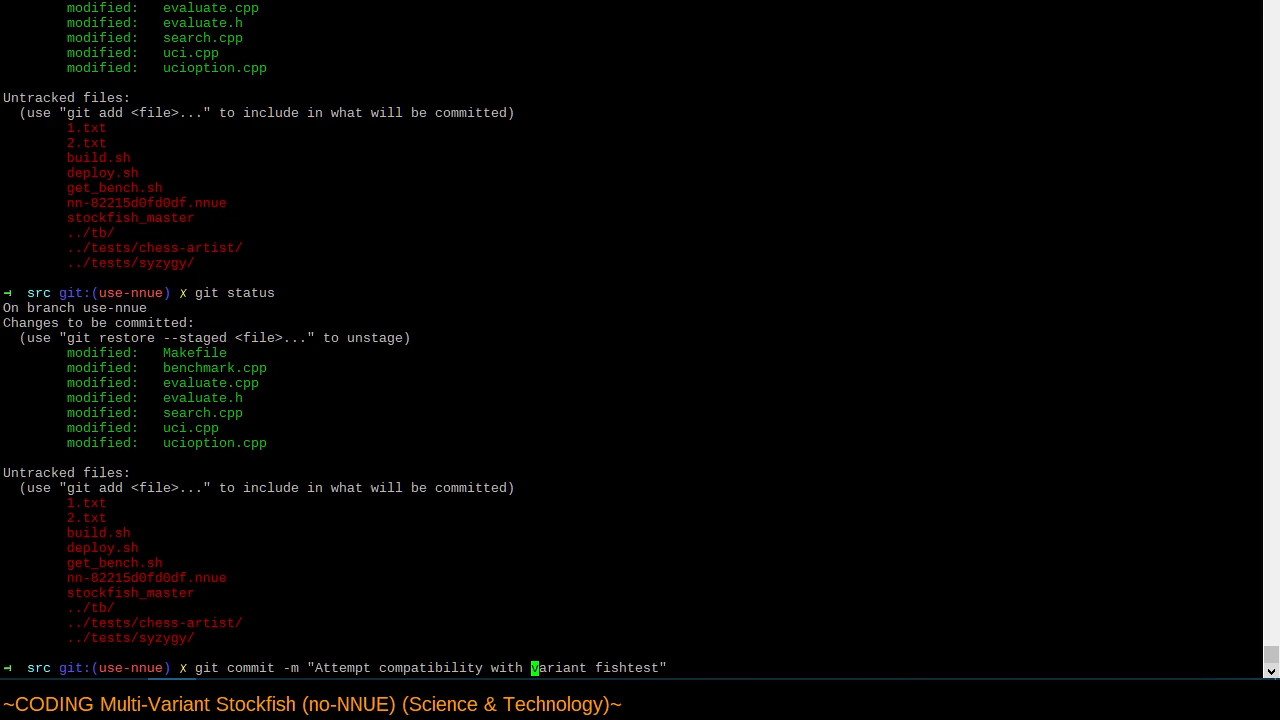 modified:   evaluate.cpp
modified:   evaluate.h
modified:   search.cpp
modified:   uci.cpp
modified:   ucioption.cpp
Untracked files:
(use "git add <file>..." to include in what will be committed)
1.txt
2.txt
build.sh
deploy.sh
get_bench.sh
nn-82215d0fd0df.nnue
stockfish_master
../tb/
../tests/chess-artist/
../tests/syzygy/
⊣  src git:(use-nnue) ✗ git status
On branch use-nnue
Changes to be committed:
(use "git restore --staged <file>..." to unstage)
modified:   Makefile
modified:   benchmark.cpp
modified:   evaluate.cpp
modified:   evaluate.h
modified:   search.cpp
modified:   uci.cpp
modified:   ucioption.cpp
Untracked files:
(use "git add <file>..." to include in what will be committed)
1.txt
2.txt
build.sh
deploy.sh
get_bench.sh
nn-82215d0fd0df.nnue
stockfish_master
../tb/
../tests/chess-artist/
../tests/syzygy/
⊣  src git:(use-nnue) ✗ git commit -m "Attempt compatibility with variant fishtest"
~CODING Multi-Variant Stockfish (no-NNUE) (Science & Technology)~